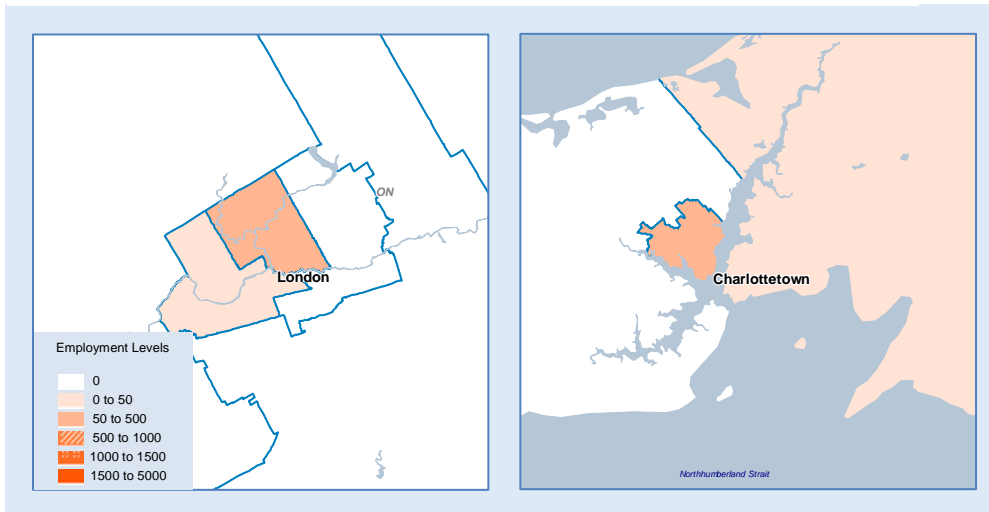 ON
London
Employment Levels
0
0 to 50
50 to 500
500 to 1000
1000 to 1500
1500 to 5000
Charlottetown
Northhumberland Strait